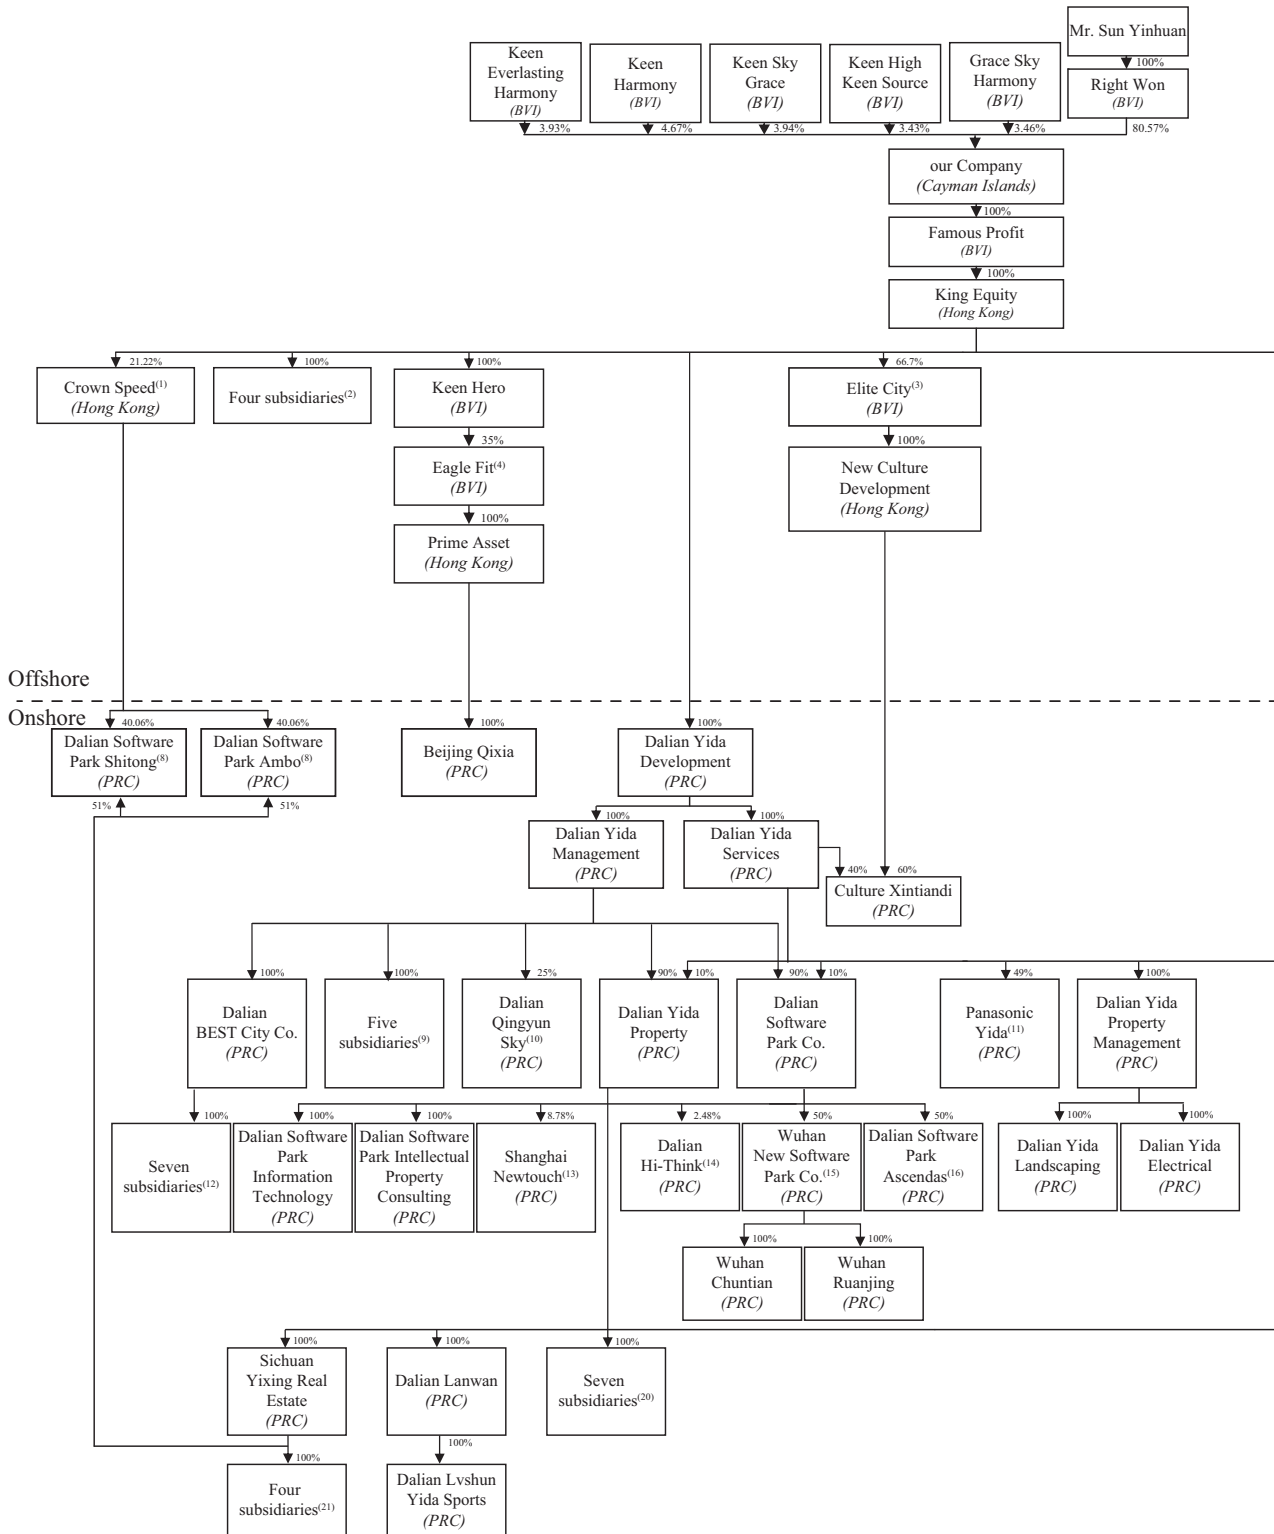 Mr. Sun Yinhuan
100%
Keen
Everlasting
Harmony
(BVI)
Keen
Harmony
(BVI)
Keen Sky
Grace
(BVI)
Keen High
Keen Source
(BVI)
Grace Sky
Harmony
(BVI)
Right Won
(BVI)
3.93%
4.67%
3.94%
3.43%
3.46%
80.57%
our Company
(Cayman Islands)
100%
Famous Profit
(BVI)
100%
King Equity
(Hong Kong)
21.22%
100%
100%
66.7%
Crown Speed(1)
(Hong Kong)
Four subsidiaries(2)
Keen Hero
(BVI)
Elite City(3)
(BVI)
35%
100%
Eagle Fit(4)
(BVI)
New Culture
Development
(Hong Kong)
100%
Prime Asset
(Hong Kong)
Offshore
Onshore
40.06%
40.06%
100%
100%
Dalian Software
Park Shitong(8)
(PRC)
Dalian Software
Park Ambo(8)
(PRC)
Beijing Qixia
(PRC)
Dalian Yida
Development
(PRC)
51%
51%
100%
100%
Dalian Yida
Management
(PRC)
Dalian Yida
Services
(PRC)
40%
60%
Culture Xintiandi
(PRC)
100%
100%
25%
90%
10%
90%
10%
49%
100%
Dalian
BEST City Co.
(PRC)
Five
subsidiaries(9)
Dalian
Qingyun
Sky(10)
(PRC)
Dalian Yida
Property
(PRC)
Dalian
Software
Park Co.
(PRC)
Panasonic
Yida(11)
(PRC)
Dalian Yida
Property
Management
(PRC)
100%
100%
100%
8.78%
2.48%
50%
50%
100%
100%
Seven
subsidiaries(12)
Dalian Software
Park
Information
Technology
(PRC)
Dalian Software
Park Intellectual
Property
Consulting
(PRC)
Shanghai
Newtouch(13)
(PRC)
Dalian
Hi-Think(14)
(PRC)
Wuhan
New Software
Park Co.(15)
(PRC)
Dalian Software
Park
Ascendas(16)
(PRC)
Dalian Yida
Landscaping
(PRC)
Dalian Yida
Electrical
(PRC)
100%
100%
Wuhan
Chuntian
(PRC)
Wuhan
Ruanjing
(PRC)
100%
100%
100%
Sichuan
Yixing Real
Estate
(PRC)
Dalian Lanwan
(PRC)
Seven
subsidiaries(20)
100%
100%
Four
subsidiaries(21)
Dalian Lvshun
Yida Sports
(PRC)